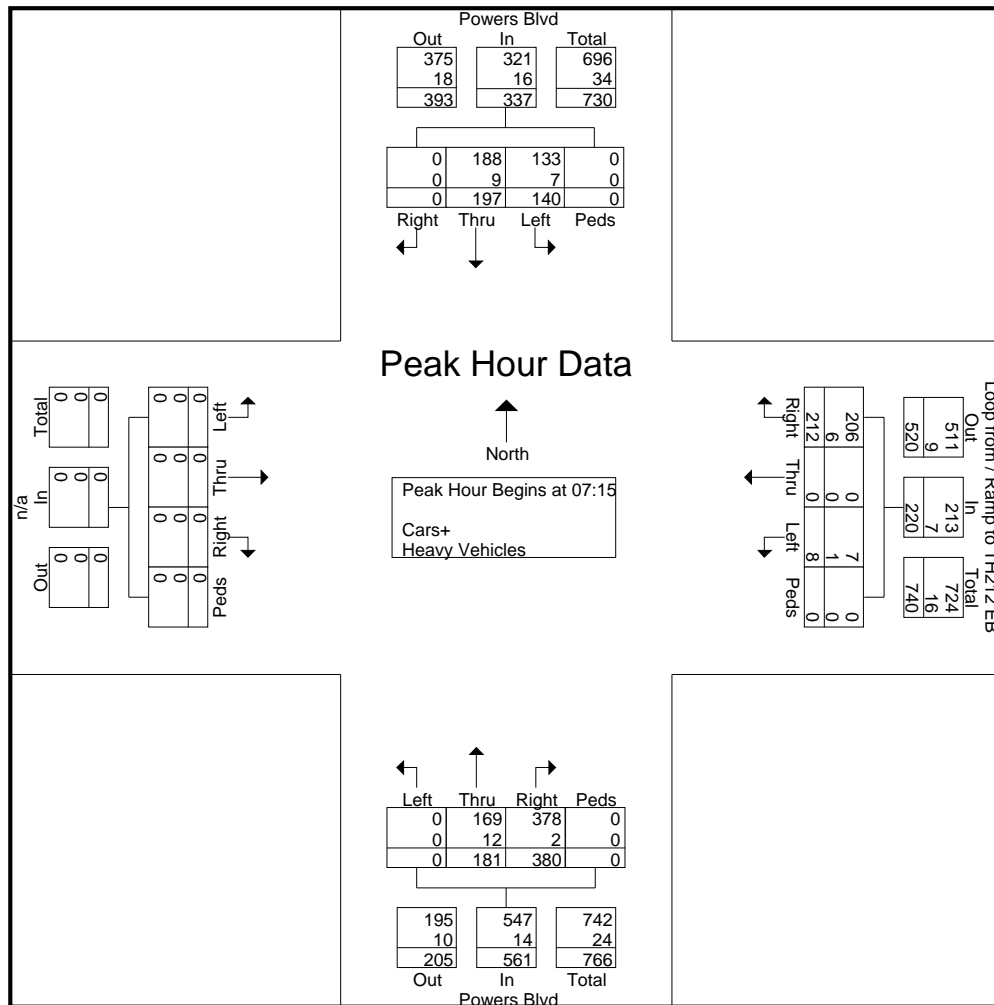 Powers Blvd
Out In Total
375 321 696
18 16 34
393 337 730
0 188 133 0
0 9 7 0
0 197 140 0
Right Thru Left Peds
Peak Hour Data
North
Peak Hour Begins at 07:15
Cars+
Heavy Vehicles
n/a
Out In Total
0 0 0
0 0 0
0 0 0
Left Thru Right Peds
0 0 0 0
0 0 0 0
0 0 0 0
Loop from / Ramp to TH212 EB
Out In Total
511 213 724
9 7 16
520 220 740
206 0 7 0
6 0 1 0
212 0 8 0
Right Thru Left Peds
Left Thru Right Peds
0 169 378 0
0 12 2 0
0 181 380 0
195 547 742
10 14 24
205 561 766
Out In Total
Powers Blvd